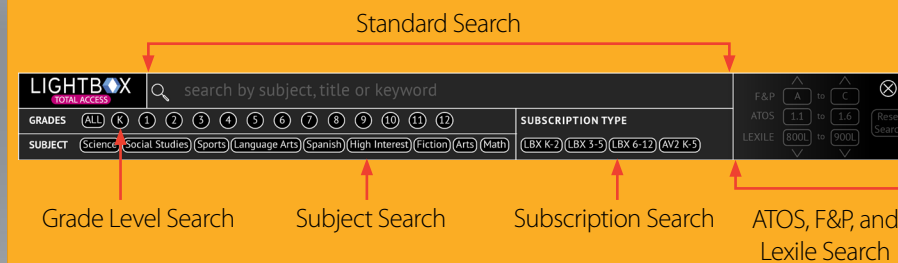 Standard Search
LIGHTBOX
TOTAL ACCESS
search by subject, title or keyword
GRADES ALL K 1 2 3 4 5 6 7 8 9 10 11 12
SUBJECT Science Social Studies Sports Language Arts Spanish High Interest Fiction Arts Math
SUBSCRIPTION TYPE
LBX K-2 LBX 3-5 LBX 6-12 AV2 K-5
F&P A to C
ATOS 1.1 to 1.6
LEXILE 800L to 900L
Rese
Search
Grade Level Search
Subject Search
Subscription Search
ATOS, F&P, and
Lexile Search